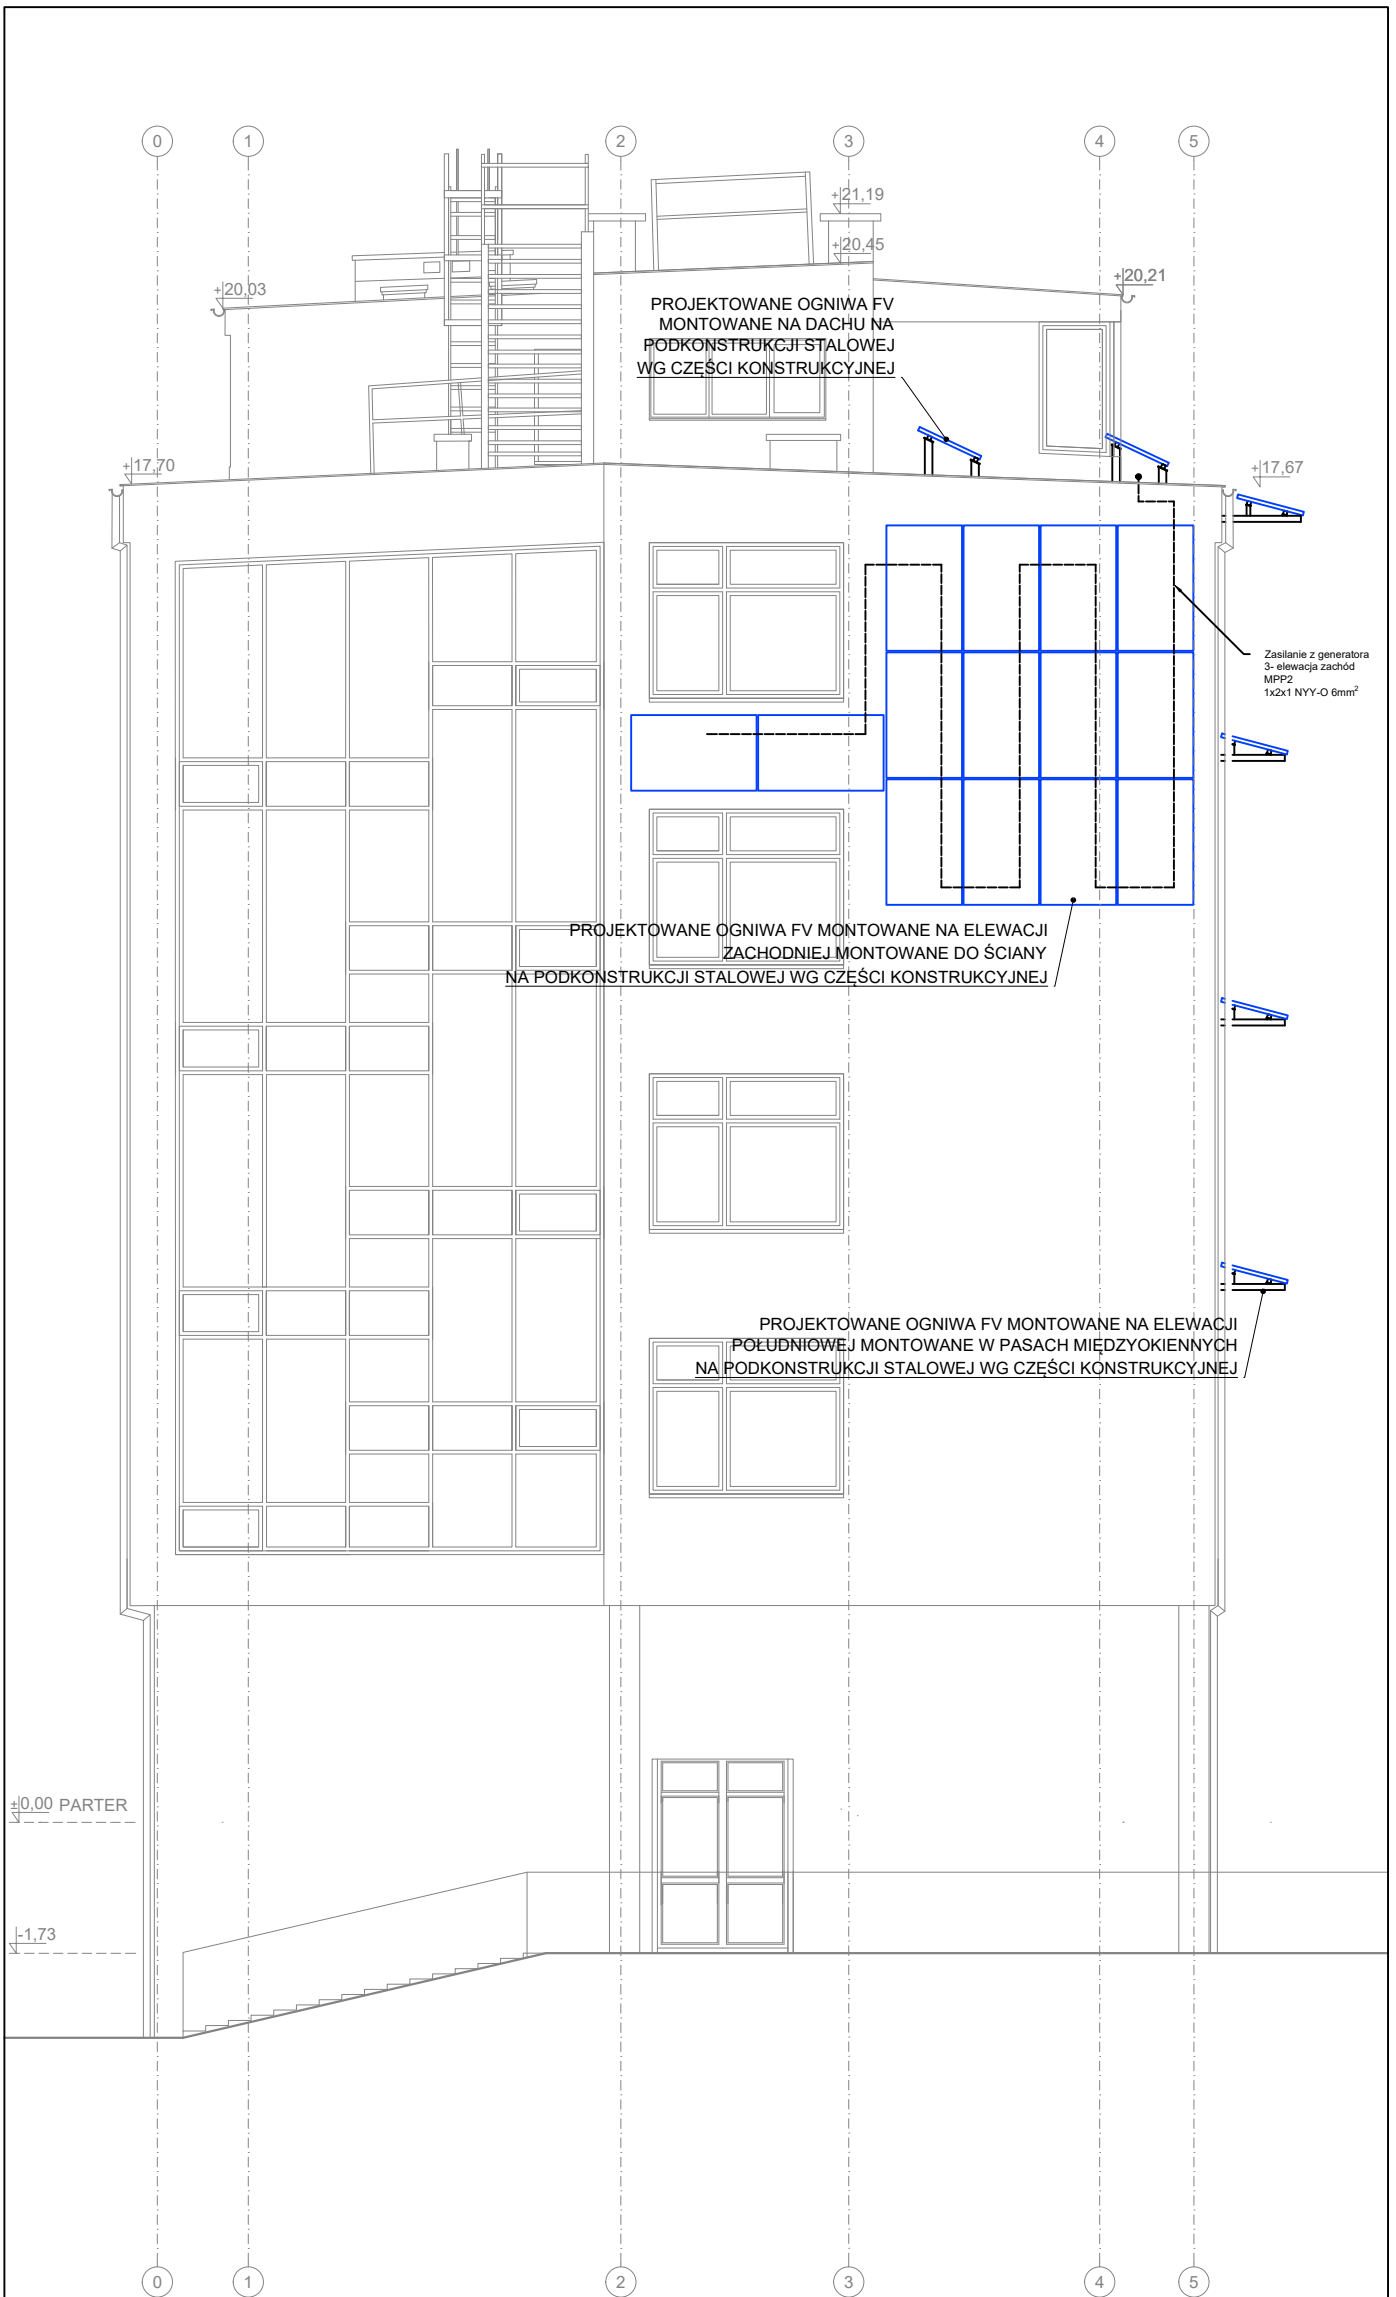 0
1
2
3
4
5
+21,19
+20,45
+20,21
+20,03
PROJEKTOWANE OGNIWA FV
MONTOWANE NA DACHU NA
PODKONSTRUKCJI STALOWEJ
WG CZĘŚCI KONSTRUKCYJNEJ
+17,70
+17,67
Zasilanie z generatora
3- elewacja zachód
MPP2
1x2x1 NYY-O 6mm²
PROJEKTOWANE OGNIWA FV MONTOWANE NA ELEWACJI
ZACHODNIEJ MONTOWANE DO ŚCIANY
NA PODKONSTRUKCJI STALOWEJ WG CZĘŚCI KONSTRUKCYJNEJ
PROJEKTOWANE OGNIWA FV MONTOWANE NA ELEWACJI
POŁUDNIOWEJ MONTOWANE W PASACH MIĘDZYOKIENNYCH
NA PODKONSTRUKCJI STALOWEJ WG CZĘŚCI KONSTRUKCYJNEJ
±0,00 PARTER
-1,73
0
1
2
3
4
5